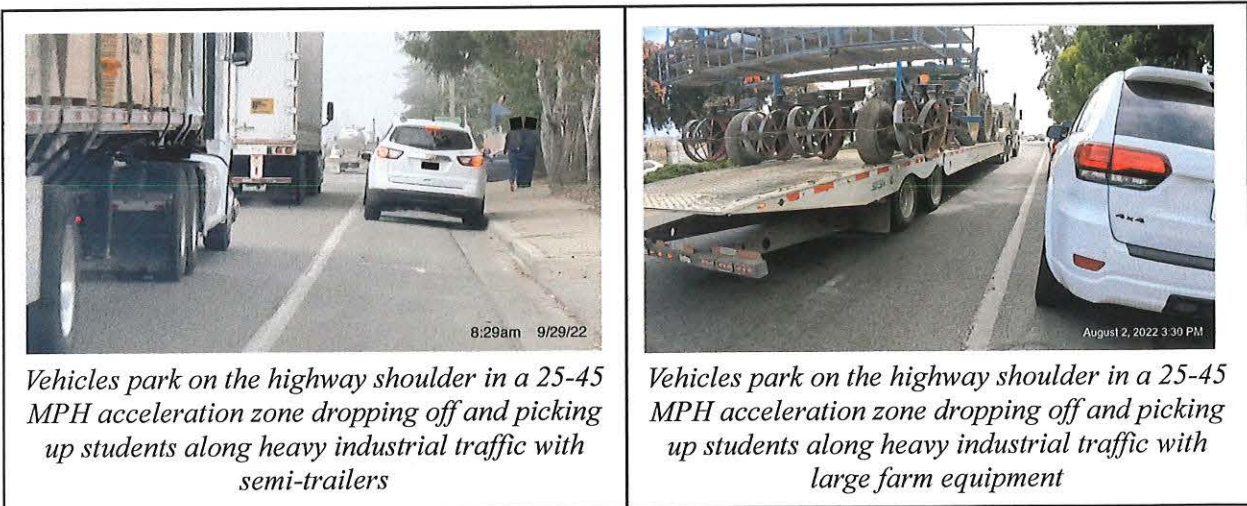 8:29am 9/29/22
Vehicles park on the highway shoulder in a 25-45
MPH acceleration zone dropping off and picking
up students along heavy industrial traffic with
semi-trailers
4x4
August 2, 2022 3:30 PM
Vehicles park on the highway shoulder in a 25-45
MPH acceleration zone dropping off and picking
up students along heavy industrial traffic with
large farm equipment